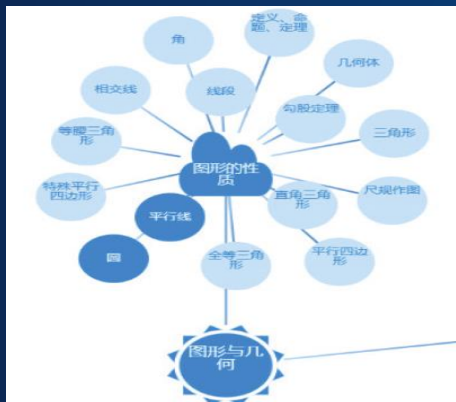 定义、命
题、定理
角
几何体
相交线
线段
勾股定理
等腰三角
形
三角形
图形的性
质
特殊平行
四边形
直角三角
形
尺规作图
平行线
圆
全等三角
形
平行四边
形
图形与几
何